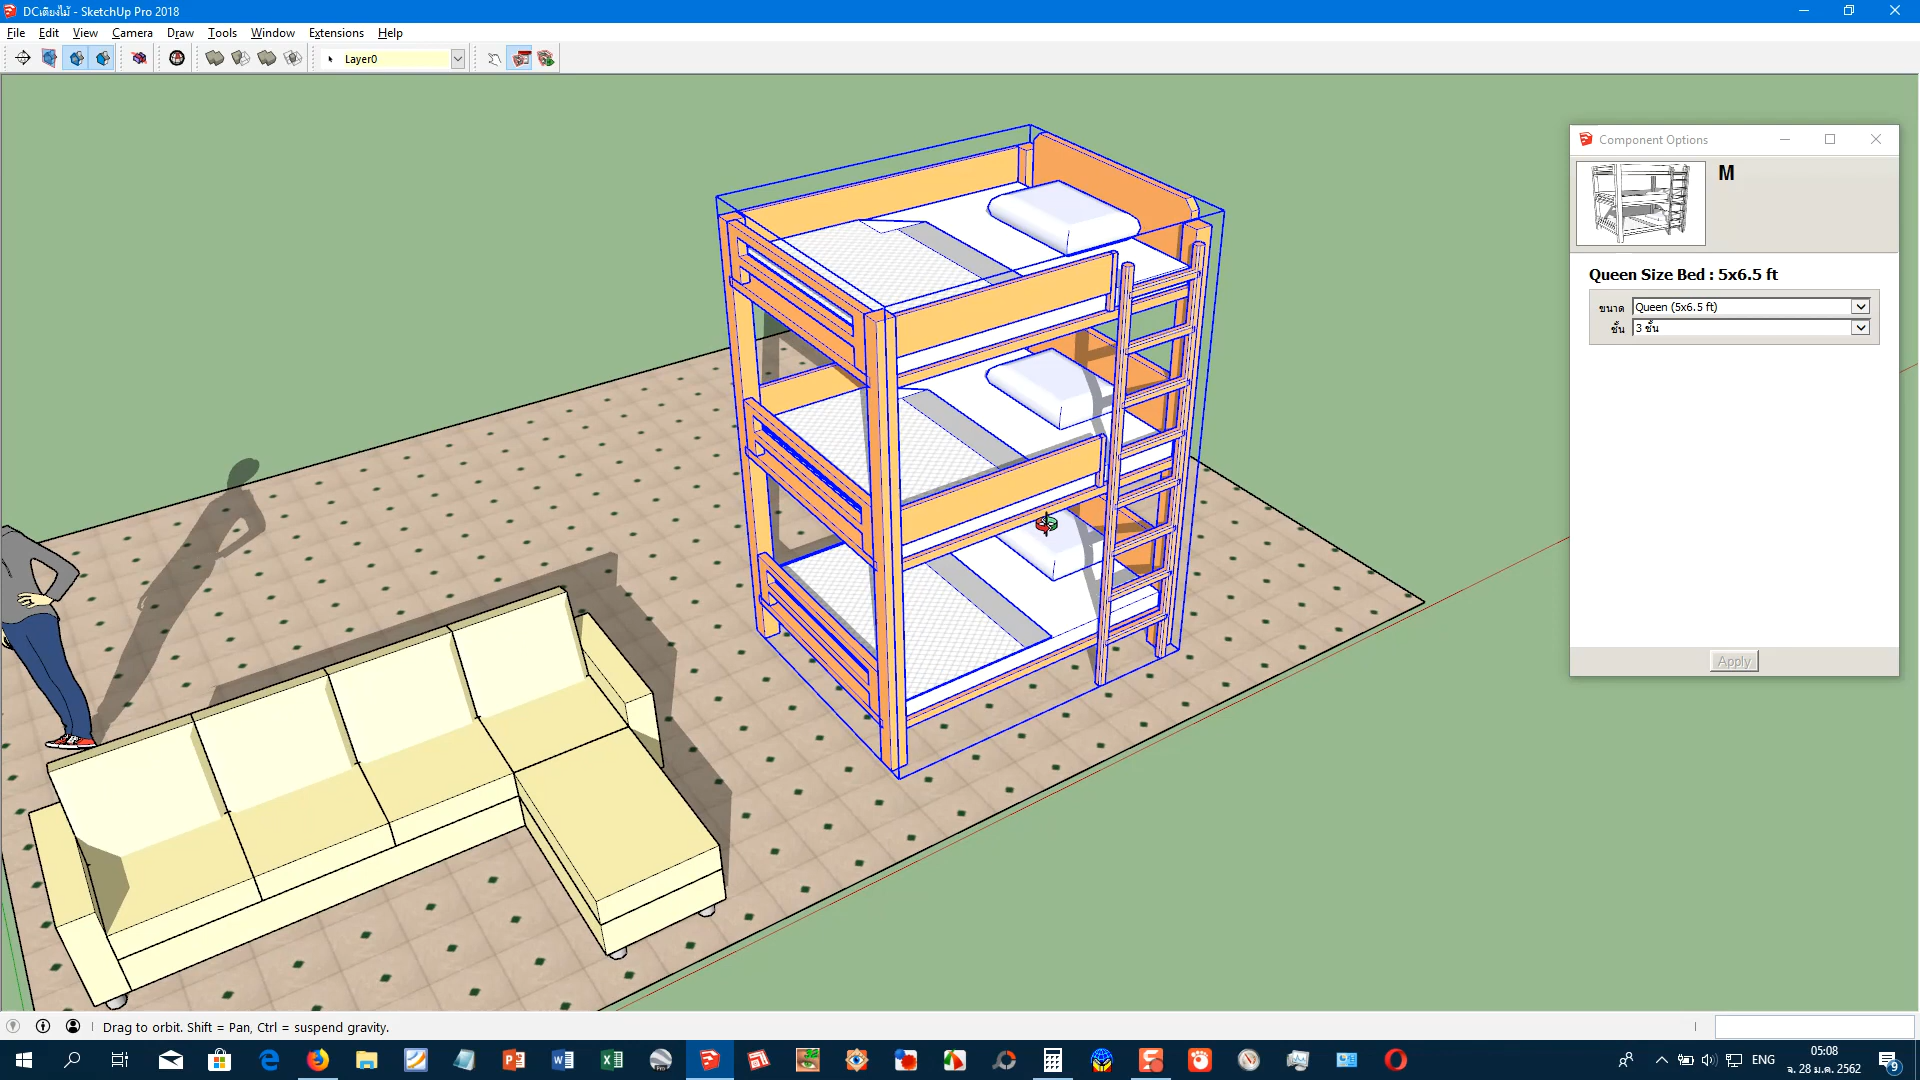 DCเตียงไม้ - SketchUp Pro 2018
File Edit View Camera Draw Tools Window Extensions Help
Layer0
Component Options
M
Queen Size Bed : 5x6.5 ft
ขนาด Queen (5x6.5 ft)
ชั้น 3 ชั้น
Apply
Drag to orbit. Shift = Pan, Ctrl = suspend gravity.
ENG
05:08
จ. 28 ม.ค. 2562
9